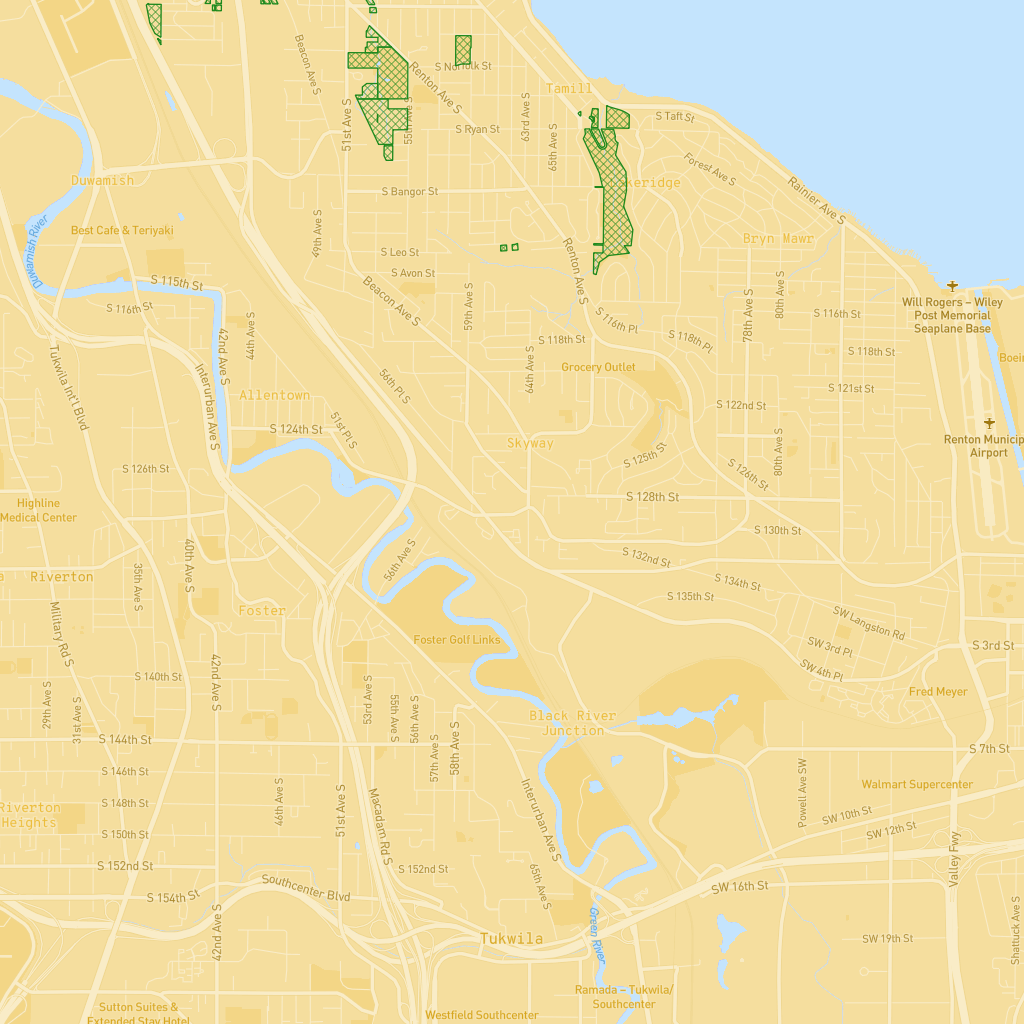 Beacon Ave S
S Norfolk St
Renton Ave S
Tamill
51st Ave S
55th Ave S
63rd Ave S
S Ryan St
65th Ave S
S Taft St
Forest Ave S
Duwamish
S Bangor St
keridge
Rainier Ave S
Duwamish River
Best Cafe & Teriyaki
49th Ave S
S Leo St
Bryn Mawr
S Avon St
Renton Ave S
S 115th St
Beacon Ave S
59th Ave S
78th Ave S
80th Ave S
S 116th St
S 116th Pl
S 116th St
Will Rogers – Wiley
Post Memorial
Seaplane Base
42nd Ave S
44th Ave S
S 118th St
S 118th Pl
S 118th St
Tukwila Int'l Blvd
Interurban Ave S
56th Pl S
64th Ave S
Grocery Outlet
S 121st St
Allentown
S 122nd St
S 124th St
51st Pl S
Skyway
80th Ave S
Renton Munici
Airport
S 125th St
S 126th St
S 126th St
S 128th St
Highline
Medical Center
S 130th St
40th Ave S
56th Ave S
S 132nd St
Riverton
35th Ave S
S 134th St
S 135th St
Foster
Foster Golf Links
SW Langston Rd
Military Rd S
SW 3rd Pl
S 3rd St
42nd Ave S
S 140th St
SW 4th Pl
29th Ave S
31st Ave S
53rd Ave S
55th Ave S
56th Ave S
57th Ave S
58th Ave S
Fred Meyer
Black River
Junction
S 144th St
S 7th St
S 146th St
46th Ave S
51st Ave S
Macadam Rd S
Interurban Ave S
Powell Ave SW
Walmart Supercenter
Riverton
Heights
S 148th St
SW 10th St
SW 12th St
S 150th St
S 152nd St
S 152nd St
65th Ave S
Valley Fwy
Southcenter Blvd
S 154th St
SW 16th St
42nd Ave S
Tukwila
Green River
SW 19th St
Shattuck Ave S
Ramada – Tukwila/
Southcenter
Sutton Suites &
Extended Stay Hotel
Westfield Southcenter